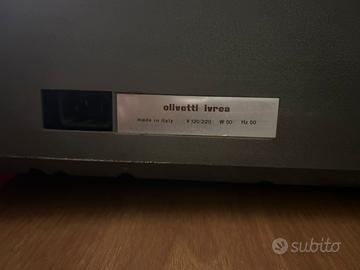 olivetti ivrea
made in italy V 120/220 W 50 Hz 50
subito